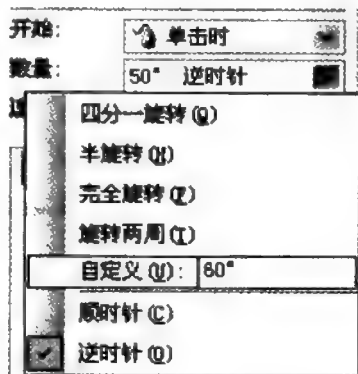 开始: 单击时
数量: 50° 逆时针
四分一旋转(Q)
半旋转(H)
完全旋转(F)
旋转两周(T)
自定义(U): 60°
顺时针(C)
逆时针(O)